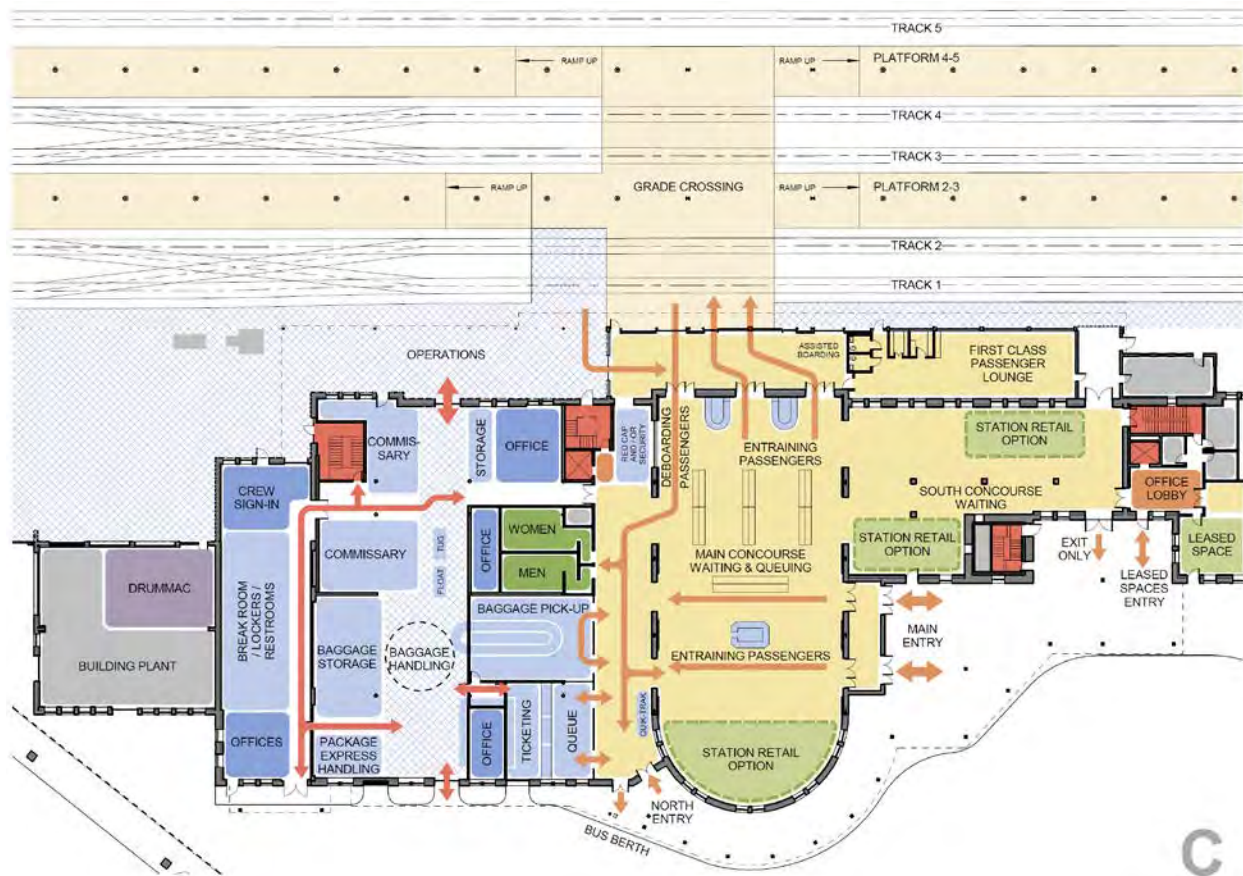 TRACK 5
RAMP UP
RAMP UP
PLATFORM 4-5
TRACK 4
TRACK 3
RAMP UP
GRADE CROSSING
RAMP UP
PLATFORM 2-3
TRACK 2
TRACK 1
OPERATIONS
ASSISTED
BOARDING
FIRST CLASS
PASSENGER
LOUNGE
COMMIS-
SARY
STORAGE
OFFICE
RED CAP
AND / OR
SECURITY
DEBOARDING
PASSENGERS
ENTRAINING
PASSENGERS
STATION RETAIL
OPTION
CREW
SIGN-IN
SOUTH CONCOURSE
WAITING
OFFICE
LOBBY
COMMISSARY
TUG
FLOAT
OFFICE
WOMEN
MEN
MAIN CONCOURSE
WAITING & QUEUING
STATION RETAIL
OPTION
EXIT
ONLY
LEASED
SPACE
LEASED
SPACES
ENTRY
DRUMMAC
BUILDING PLANT
BREAK ROOM
/ LOCKERS /
RESTROOMS
BAGGAGE PICK-UP
BAGGAGE
STORAGE
BAGGAGE
HANDLING
ENTRAINING PASSENGERS
MAIN
ENTRY
OFFICES
PACKAGE
EXPRESS
HANDLING
OFFICE
TICKETING
QUEUE
QUIK-TRAK
STATION RETAIL
OPTION
NORTH
ENTRY
BUS BERTH
C